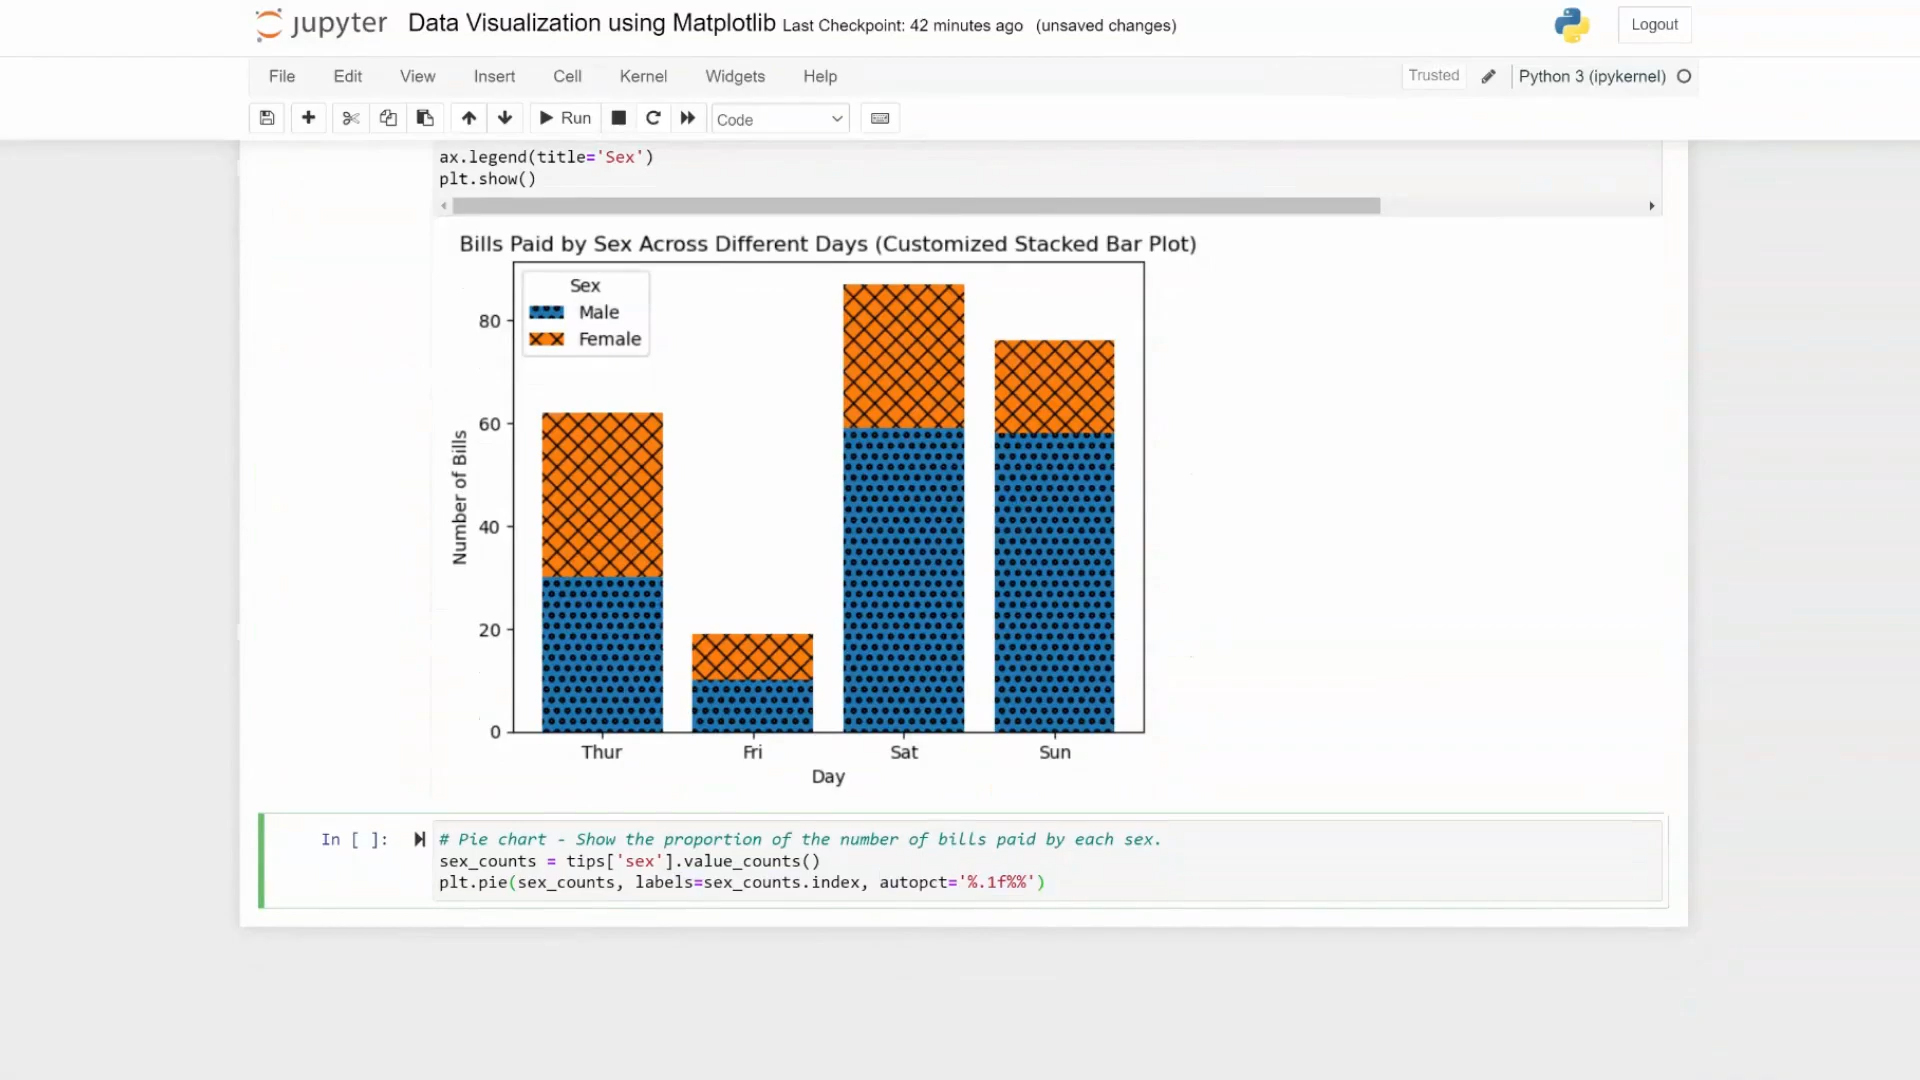 jupyter Data Visualization using Matplotlib Last Checkpoint: 42 minutes ago (unsaved changes) Logout
File Edit View Insert Cell Kernel Widgets Help Trusted Python 3 (ipykernel)
Run Code
ax.legend(title='Sex')
plt.show()
Bills Paid by Sex Across Different Days (Customized Stacked Bar Plot)
Sex
Male
Female
80
60
40
20
0
Number of Bills
Thur Fri Sat Sun
Day
In [ ]: # Pie chart - Show the proportion of the number of bills paid by each sex.
sex_counts = tips['sex'].value_counts()
plt.pie(sex_counts, labels=sex_counts.index, autopct='%.1f%%')